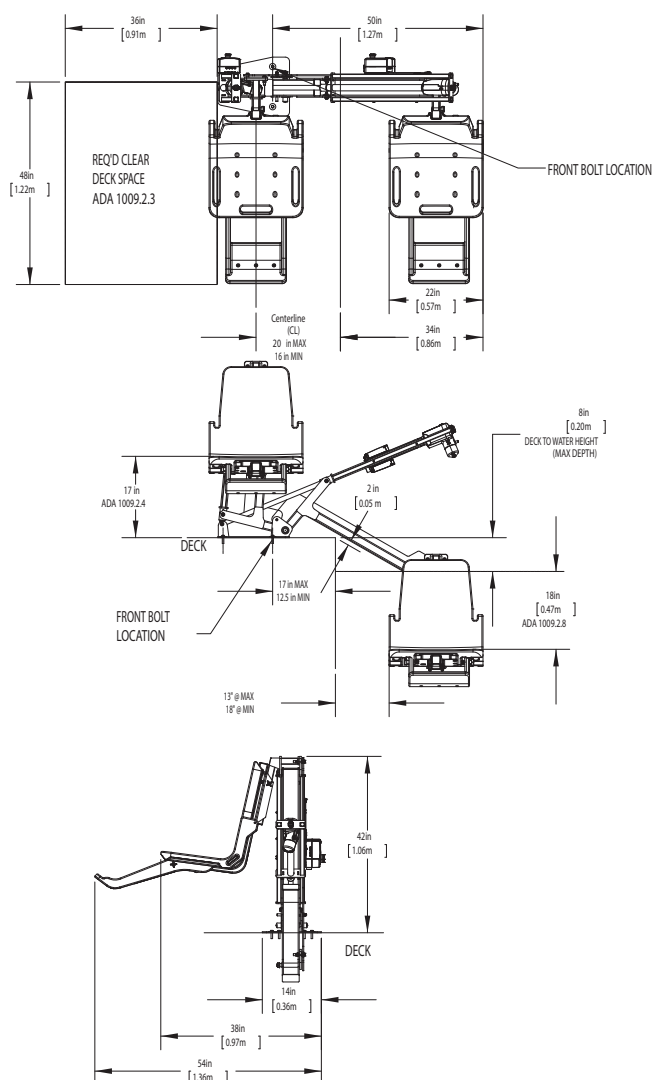 36in
[0.91m]
50in
[1.27m]
48in
[1.22m]
REQ'D CLEAR
DECK SPACE
ADA 1009.2.3
FRONT BOLT LOCATION
22in
[0.57m]
Centerline
(CL)
20 in MAX
16 in MIN
34in
[0.86m]
8in
[0.20m]
DECK TO WATER HEIGHT
(MAX DEPTH)
2 in
[0.05 m]
17 in
ADA 1009.2.4
DECK
17 in MAX
12.5 in MIN
FRONT BOLT
LOCATION
18in
[0.47m]
ADA 1009.2.8
13" @ MAX
18" @ MIN
42in
[1.06m]
DECK
14in
[0.36m]
38in
[0.97m]
54in
[1.36m]